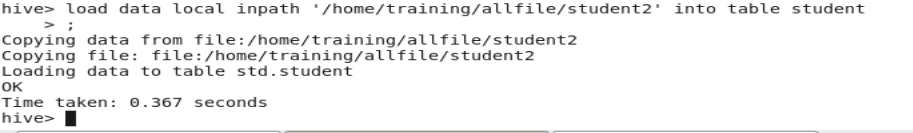 hive> load data local inpath '/home/training/allfile/student2' into table student
    > ;
Copying data from file:/home/training/allfile/student2
Copying file: file:/home/training/allfile/student2
Loading data to table std.student
OK
Time taken: 0.367 seconds
hive>